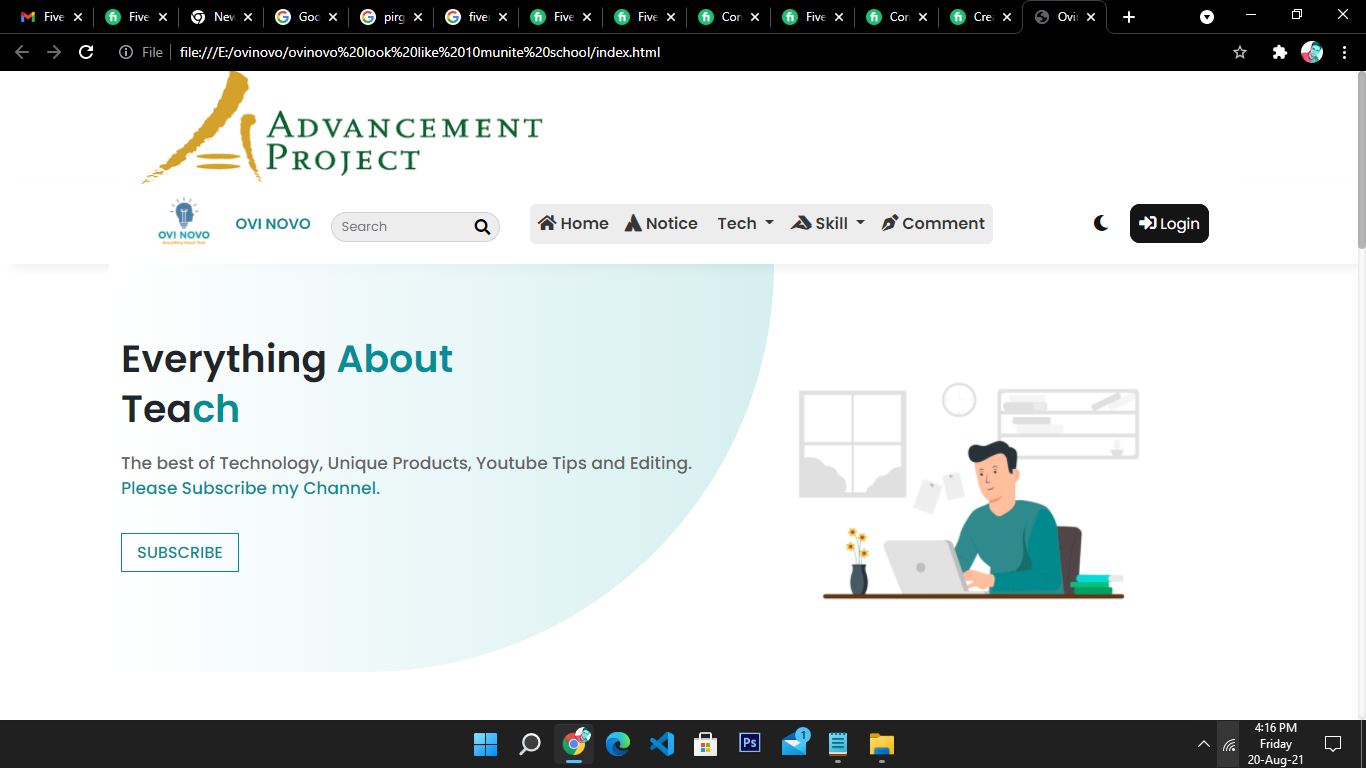 Five
Five
New
Goo
pirg
fiver
Five
Five
Con
Five
Con
Cre
Ovi
File
file:///E:/ovinovo/ovinovo%20look%20like%2010munite%20school/index.html
ADVANCEMENT
PROJECT
OVI NOVO
OVI NOVO
Search
Home
Notice
Tech
Skill
Comment
Login
Everything About
Teach
The best of Technology, Unique Products, Youtube Tips and Editing.
Please Subscribe my Channel.
SUBSCRIBE
Ps
1
4:16 PM
Friday
20-Aug-21